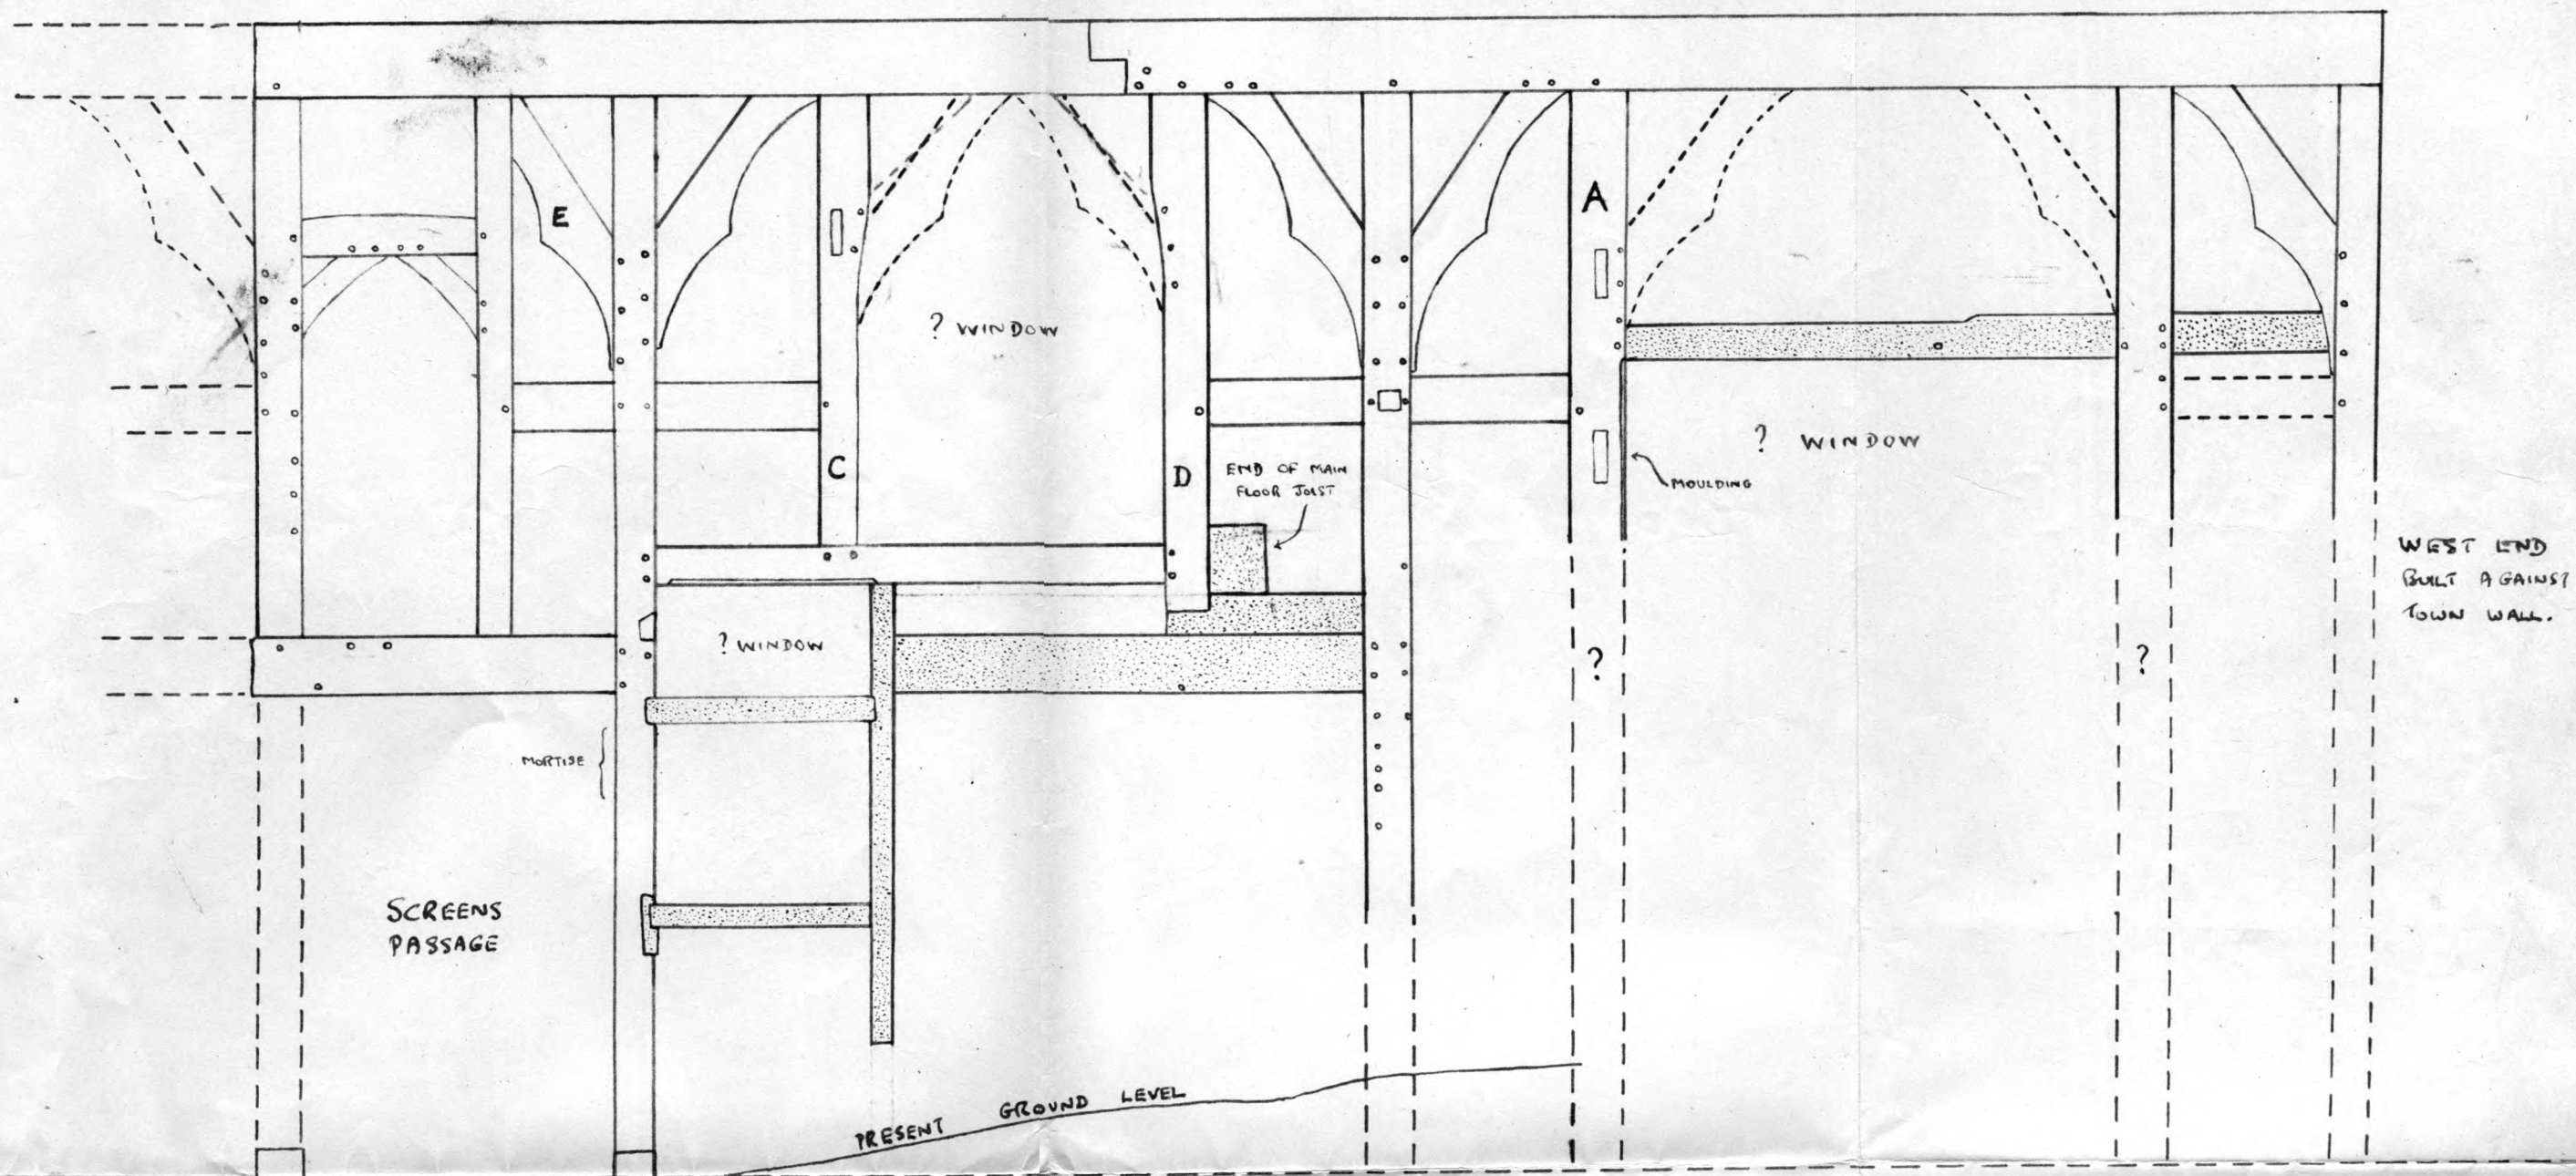 A
E
? WINDOW
? WINDOW
C
D
END OF MAIN
FLOOR JOIST
MOULDING
WEST END
BUILT AGAINST
TOWN WALL.
? WINDOW
?
?
MORTISE
SCREENS
PASSAGE
PRESENT GROUND LEVEL